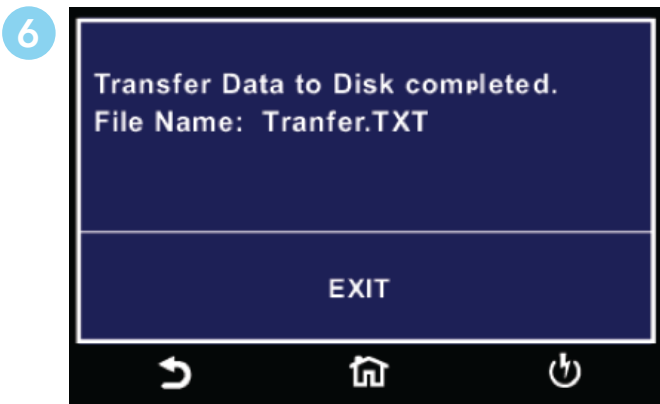 6
Transfer Data to Disk completed.
File Name: Tranfer.TXT
EXIT